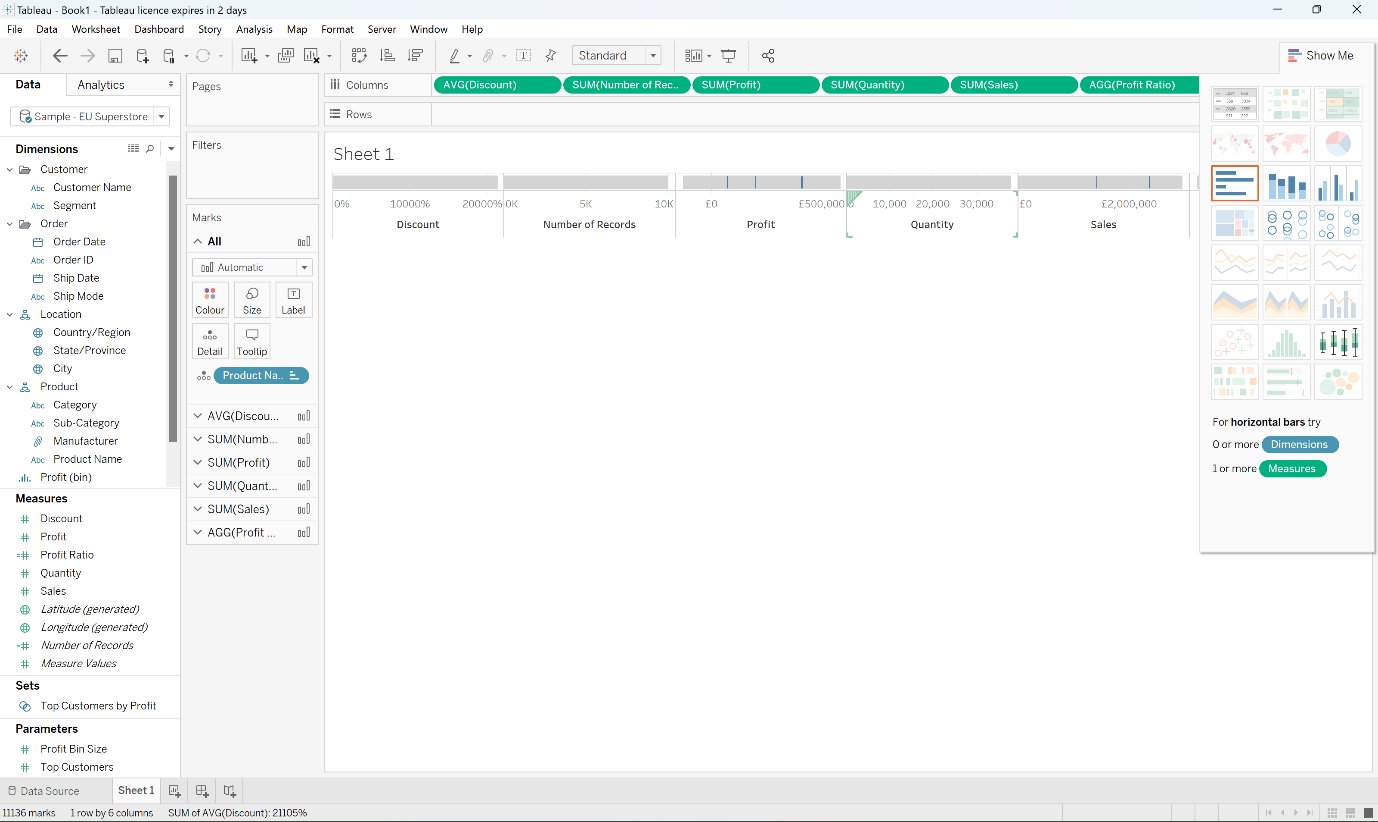 Tableau - Book1 - Tableau licence expires in 2 days
File Data Worksheet Dashboard Story Analysis Map Format Server Window Help
Standard
Show Me
Data Analytics
Sample - EU Superstore
Dimensions
Customer
Abc Customer Name
Abc Segment
Order
Order Date
Abc Order ID
Ship Date
Abc Ship Mode
Location
Country/Region
State/Province
City
Product
Abc Category
Abc Sub-Category
Manufacturer
Abc Product Name
Profit (bin)
Measures
Discount
Profit
Profit Ratio
Quantity
Sales
Latitude (generated)
Longitude (generated)
Number of Records
Measure Values
Sets
Top Customers by Profit
Parameters
Profit Bin Size
Top Customers
Pages
Filters
Marks
All
Automatic
Colour Size Label
Detail Tooltip
Product Na..
AVG(Discou...
SUM(Numb...
SUM(Profit)
SUM(Quant...
SUM(Sales)
AGG(Profit ...
Columns AVG(Discount) SUM(Number of Rec.. SUM(Profit) SUM(Quantity) SUM(Sales) AGG(Profit Ratio)
Rows
Sheet 1
0% 10000% 20000% 0K 5K 10K £0 £500,000 0 10,000 20,000 30,000 £0 £2,000,000
Discount Number of Records Profit Quantity Sales
For horizontal bars try
0 or more Dimensions
1 or more Measures
Data Source Sheet 1
11136 marks 1 row by 6 columns SUM of AVG(Discount): 21105%